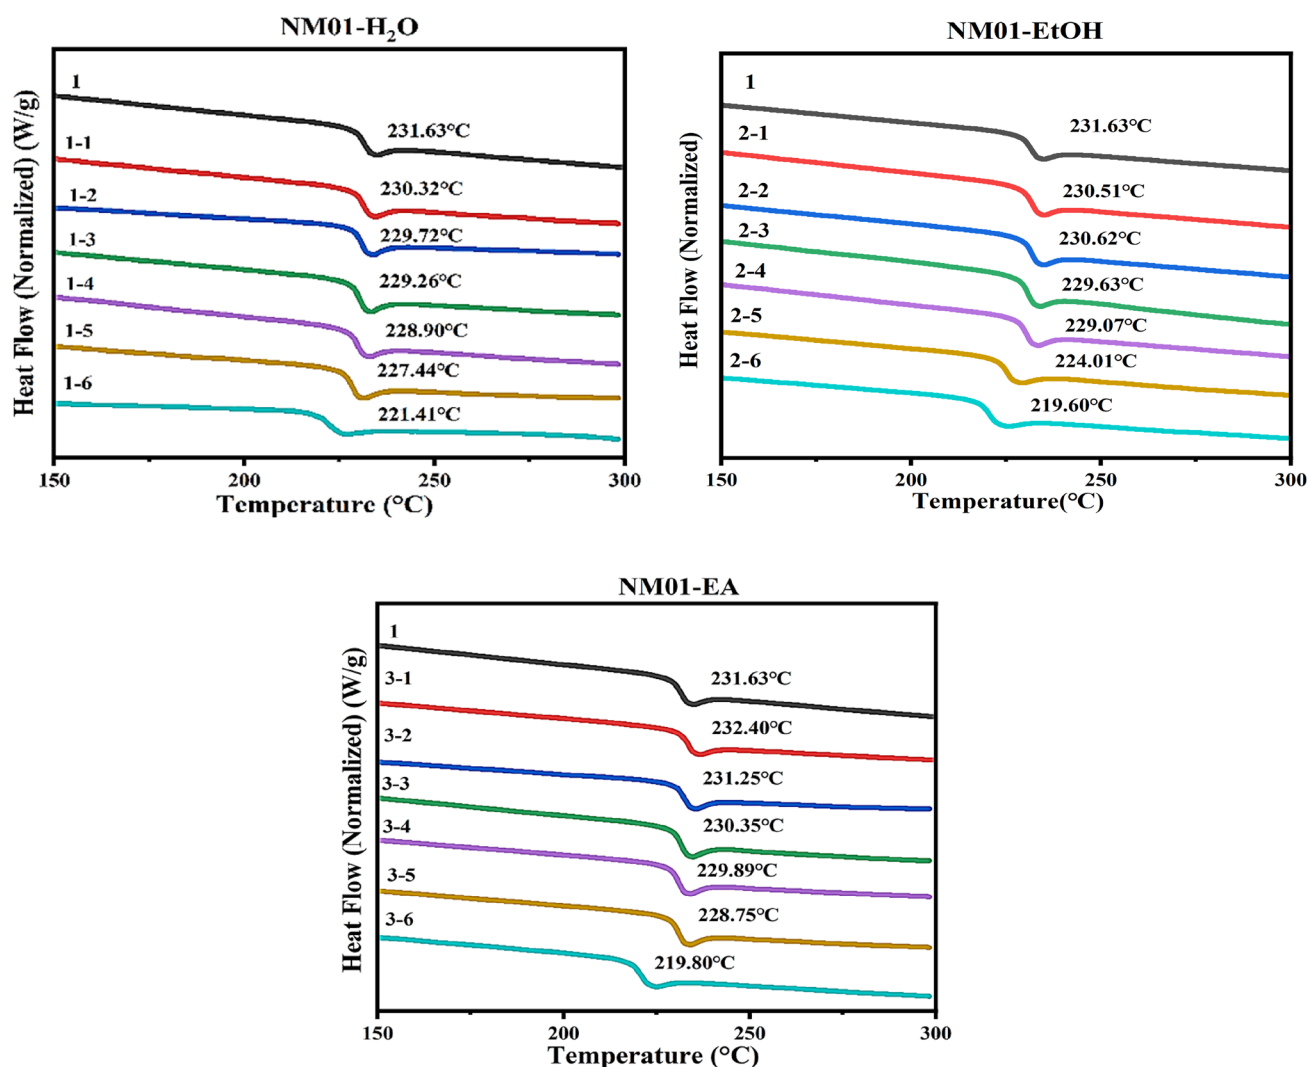 NM01-H₂O
Heat Flow (Normalized) (W/g)
1
231.63°C
1-1
230.32°C
1-2
229.72°C
1-3
229.26°C
1-4
228.90°C
1-5
227.44°C
1-6
221.41°C
150 200 250 300
Temperature (°C)
NM01-EtOH
Heat Flow (Normalized)
1
231.63°C
2-1
230.51°C
2-2
230.62°C
2-3
229.63°C
2-4
229.07°C
2-5
224.01°C
2-6
219.60°C
150 200 250 300
Temperature(°C)
NM01-EA
Heat Flow (Normalized) (W/g)
1
231.63°C
3-1
232.40°C
3-2
231.25°C
3-3
230.35°C
3-4
229.89°C
3-5
228.75°C
3-6
219.80°C
150 200 250 300
Temperature (°C)